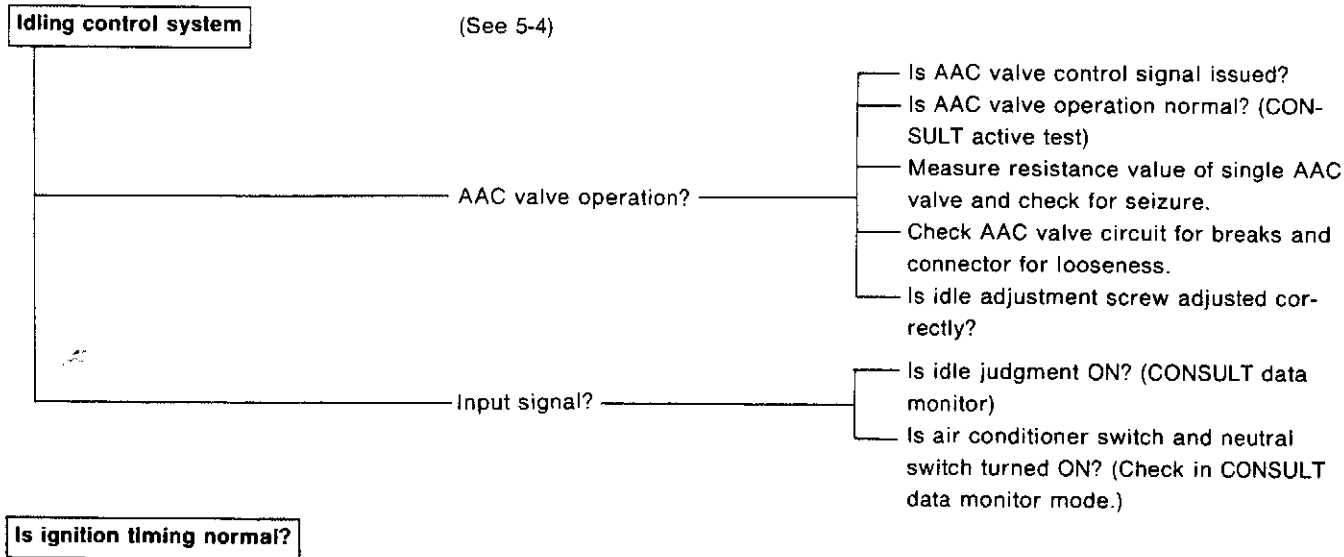 Idling control system
(See 5-4)
Is AAC valve control signal issued?
Is AAC valve operation normal? (CON-
SULT active test)
Measure resistance value of single AAC
valve and check for seizure.
AAC valve operation?
Check AAC valve circuit for breaks and
connector for looseness.
Is idle adjustment screw adjusted cor-
rectly?
Is idle judgment ON? (CONSULT data
monitor)
Input signal?
Is air conditioner switch and neutral
switch turned ON? (Check in CONSULT
data monitor mode.)
Is ignition timing normal?